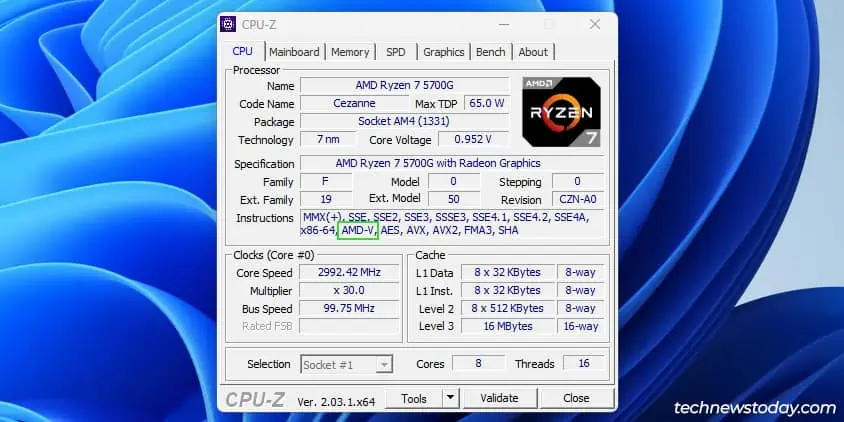 CPU-Z
CPU Mainboard Memory SPD Graphics Bench About
Processor
Name AMD Ryzen 7 5700G
Code Name Cezanne Max TDP 65.0 W
Package Socket AM4 (1331)
Technology 7 nm Core Voltage 0.952 V
AMD
RYZEN
7
Specification AMD Ryzen 7 5700G with Radeon Graphics
Family F Model 0 Stepping 0
Ext. Family 19 Ext. Model 50 Revision CZN-A0
Instructions MMX(+), SSE, SSE2, SSE3, SSSE3, SSE4.1, SSE4.2, SSE4A,
x86-64, AMD-V, AES, AVX, AVX2, FMA3, SHA
Clocks (Core #0)
Core Speed 2992.42 MHz
Multiplier x 30.0
Bus Speed 99.75 MHz
Rated FSB
Cache
L1 Data 8 x 32 KBytes 8-way
L1 Inst. 8 x 32 KBytes 8-way
Level 2 8 x 512 KBytes 8-way
Level 3 16 MBytes 16-way
Selection Socket #1 Cores 8 Threads 16
CPU-Z Ver. 2.03.1.x64 Tools Validate Close
technewstoday.com